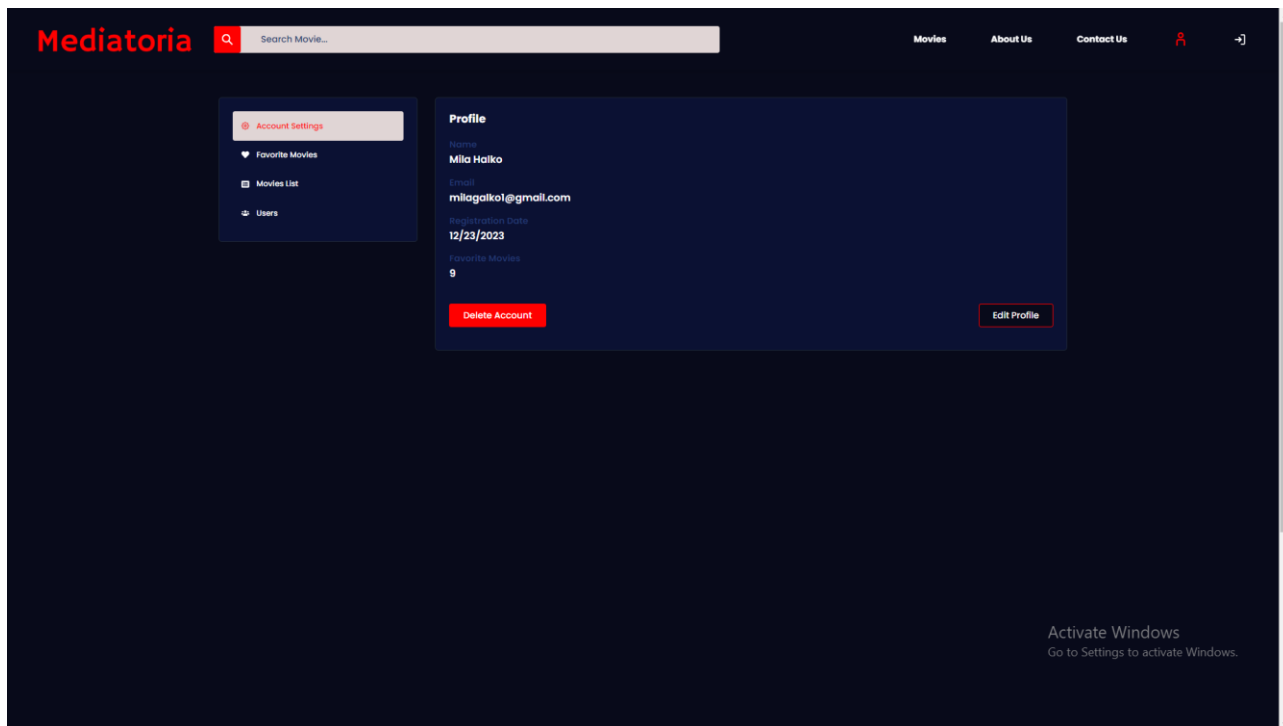 Mediatoria
Search Movie...
Movies
About Us
Contact Us
Account Settings
Favorite Movies
Movies List
Users
Profile
Name
Mila Halko
Email
milagalko1@gmail.com
Registration Date
12/23/2023
Favorite Movies
9
Delete Account
Edit Profile
Activate Windows
Go to Settings to activate Windows.